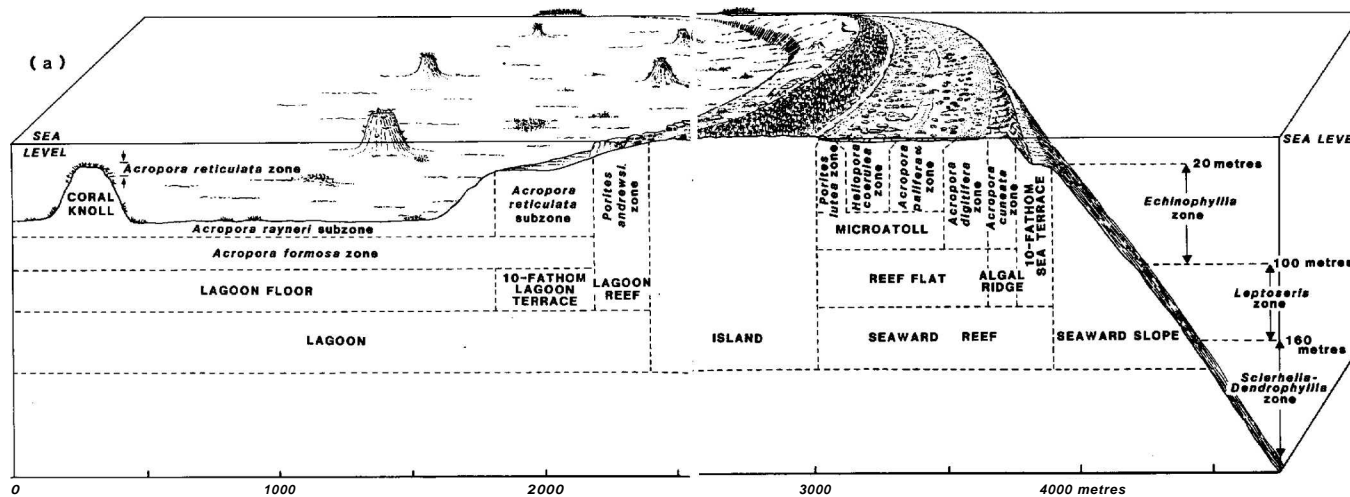 (a)
SEA
LEVEL
Acropora reticulata zone
CORAL
KNOLL
Acropora
reticulata
subzone
Porites
andrewsi
zone
Acropora rayneri subzone
Acropora formosa zone
LAGOON FLOOR
10-FATHOM
LAGOON
TERRACE
LAGOON
REEF
LAGOON
ISLAND
Porites
lutea zone
Heliopora
coerulea
zone
Acropora
palifera ∝
zone
Acropora
digitifera
zone
Acropora
cuneata
zone
10-FATHOM
SEA TERRACE
MICROATOLL
REEF FLAT
ALGAL
RIDGE
SEAWARD REEF
SEAWARD SLOPE
SEA LEVEL
20 metres
Echinophyllia
zone
100 metres
Leptoseris
zone
160
metres
Sclerhelia-
Dendrophyllia
zone
0
1000
2000
3000
4000 metres